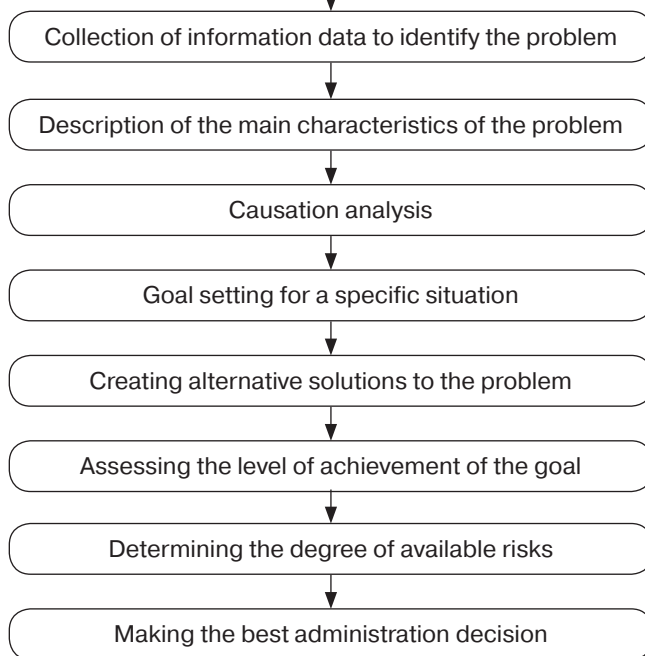 Collection of information data to identify the problem
Description of the main characteristics of the problem
Causation analysis
Goal setting for a specific situation
Creating alternative solutions to the problem
Assessing the level of achievement of the goal
Determining the degree of available risks
Making the best administration decision